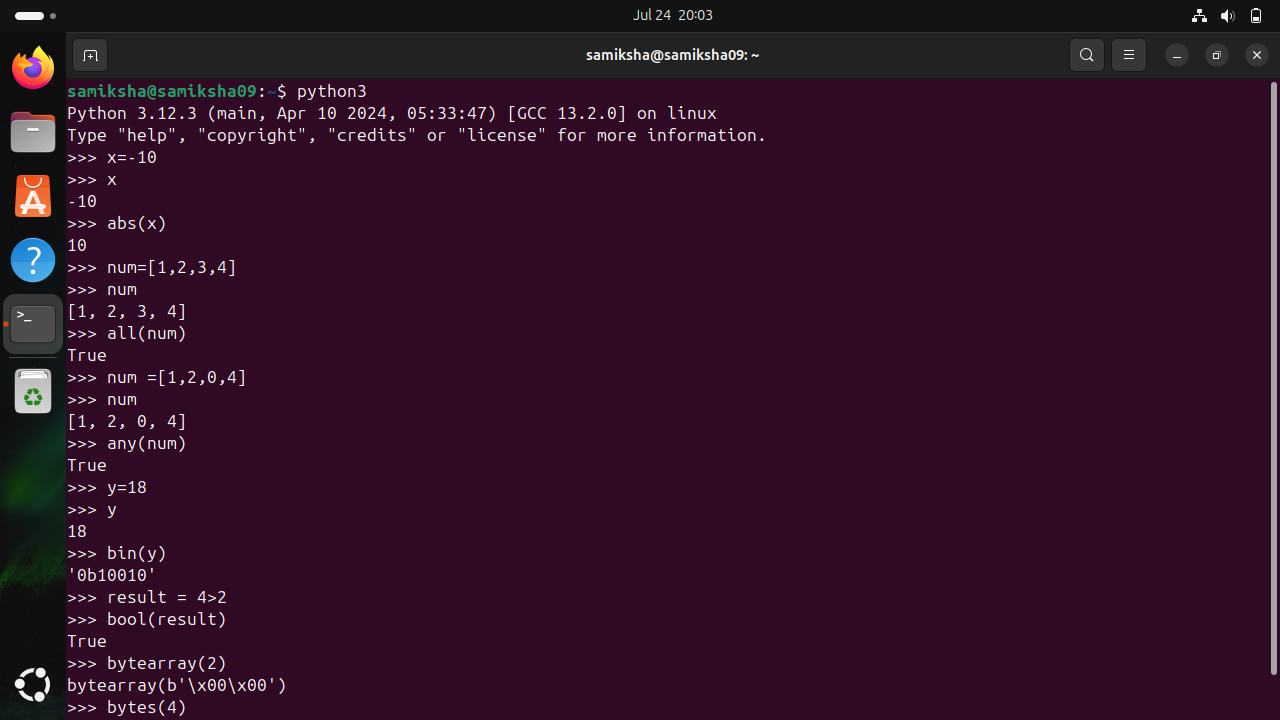 Jul 24 20:03
samiksha@samiksha09: ~
samiksha@samiksha09:~$ python3
Python 3.12.3 (main, Apr 10 2024, 05:33:47) [GCC 13.2.0] on linux
Type "help", "copyright", "credits" or "license" for more information.
>>> x=-10
>>> x
-10
>>> abs(x)
10
>>> num=[1,2,3,4]
>>> num
[1, 2, 3, 4]
>>> all(num)
True
>>> num =[1,2,0,4]
>>> num
[1, 2, 0, 4]
>>> any(num)
True
>>> y=18
>>> y
18
>>> bin(y)
'0b10010'
>>> result = 4>2
>>> bool(result)
True
>>> bytearray(2)
bytearray(b'\x00\x00')
>>> bytes(4)